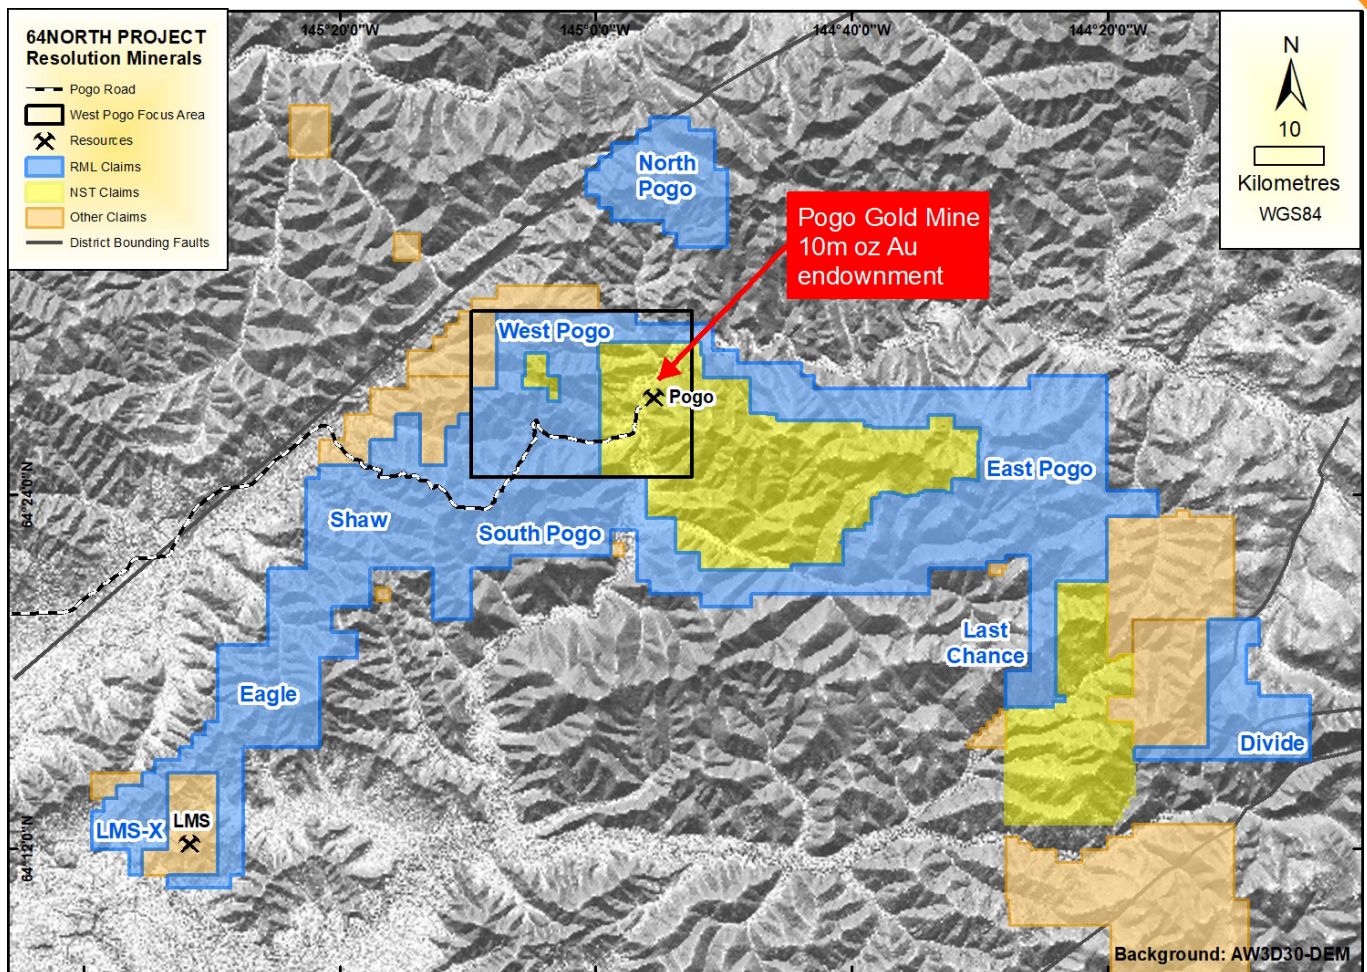 64NORTH PROJECT
Resolution Minerals
Pogo Road
West Pogo Focus Area
Resources
RML Claims
NST Claims
Other Claims
District Bounding Faults
145°20'0"W
145°0'0"W
144°40'0"W
144°20'0"W
N
10
Kilometres
WGS84
North
Pogo
Pogo Gold Mine
10m oz Au
endownment
West Pogo
Pogo
East Pogo
64°24'0"N
Shaw
South Pogo
Last
Chance
Eagle
Divide
LMS
LMS-X
64°12'0"N
Background: AW3D30-DEM